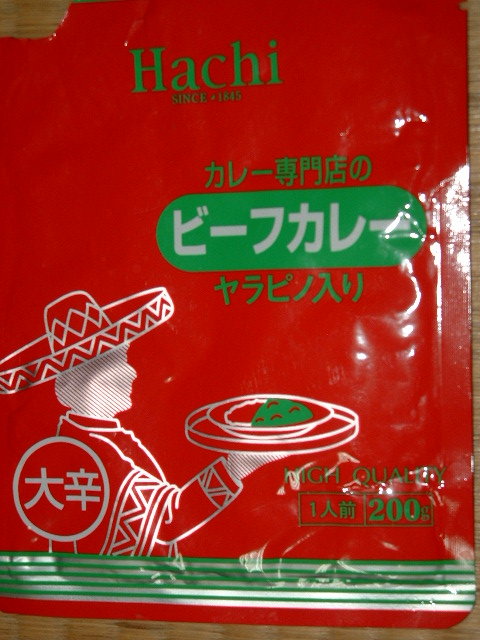 Hachi
SINCE • 1845
カレー専門店の
ビーフカレー
ヤラピノ入り
大辛
HIGH QUALITY
1人前 200g